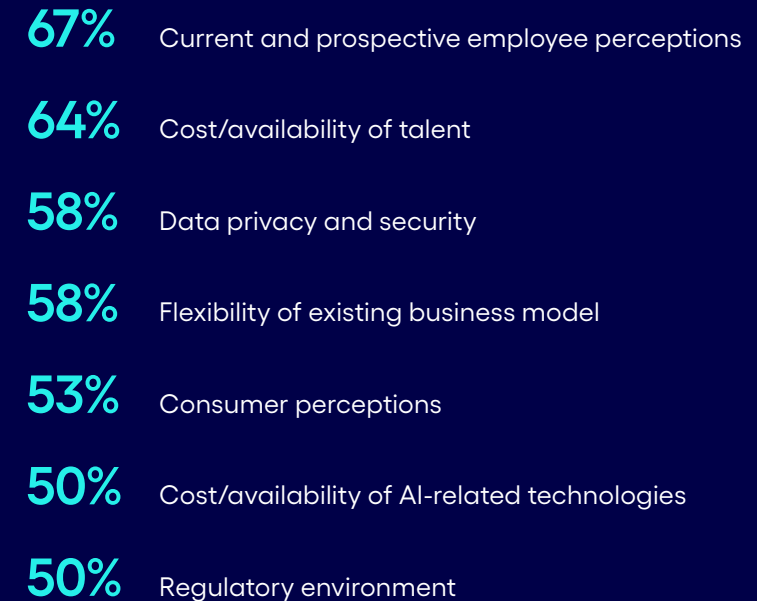 67% Current and prospective employee perceptions
64% Cost/availability of talent
58% Data privacy and security
58% Flexibility of existing business model
53% Consumer perceptions
50% Cost/availability of AI-related technologies
50% Regulatory environment